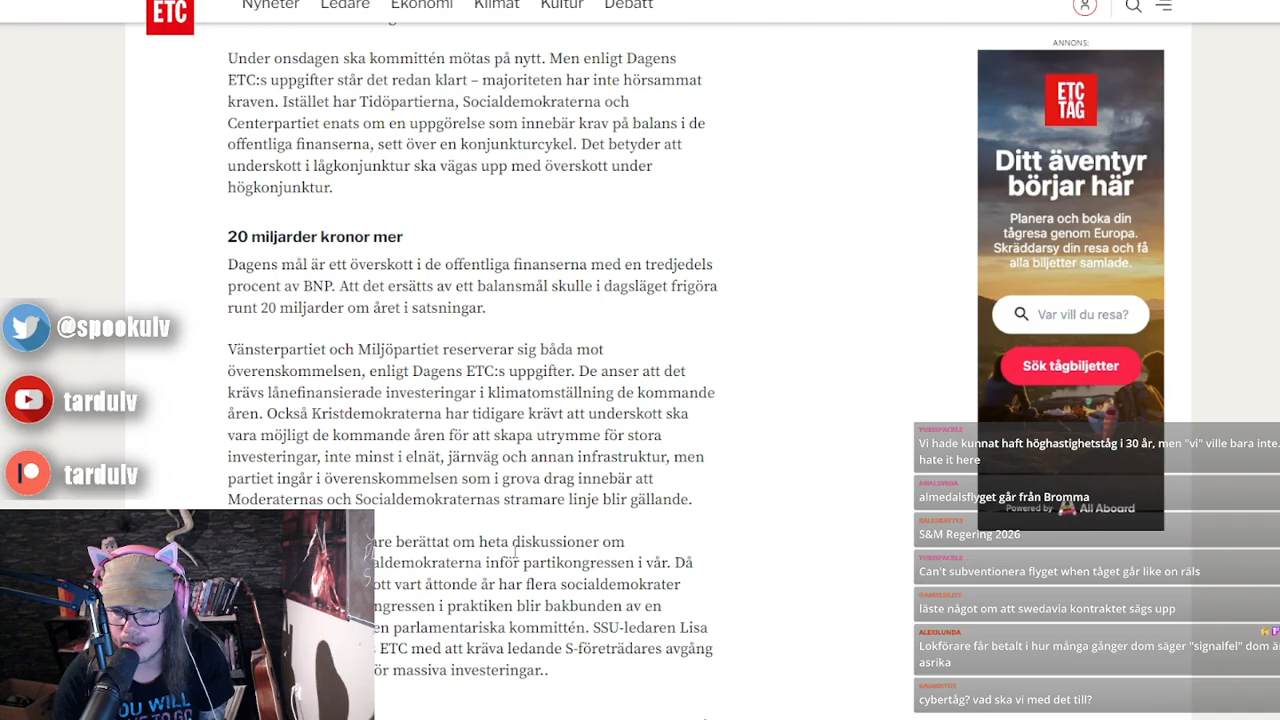 ETC
Nyheter Ledare Ekonomi Klimat Kultur Debatt
Under onsdagen ska kommittén mötas på nytt. Men enligt Dagens
ETC:s uppgifter står det redan klart – majoriteten har inte hörsammat
kraven. Istället har Tidöpartierna, Socialdemokraterna och
Centerpartiet enats om en uppgörelse som innebär krav på balans i de
offentliga finanserna, sett över en konjunkturcykel. Det betyder att
underskott i lågkonjunktur ska vägas upp med överskott under
högkonjunktur.
20 miljarder kronor mer
Dagens mål är ett överskott i de offentliga finanserna med en tredjedels
procent av BNP. Att det ersätts av ett balansmål skulle i dagsläget frigöra
runt 20 miljarder om året i satsningar.
Vänsterpartiet och Miljöpartiet reserverar sig båda mot
överenskommelsen, enligt Dagens ETC:s uppgifter. De anser att det
krävs lånefinansierade investeringar i klimatomställning de kommande
åren. Också Kristdemokraterna har tidigare krävt att underskott ska
vara möjligt de kommande åren för att skapa utrymme för stora
investeringar, inte minst i elnät, järnväg och annan infrastruktur, men
partiet ingår i överenskommelsen som i grova drag innebär att
Moderaternas och Socialdemokraternas stramare linje blir gällande.
are berättat om heta diskussioner om
aldemokraterna inför partikongressen i vår. Då
ott vart åttonde år har flera socialdemokrater
ngressen i praktiken blir bakbunden av en
en parlamentariska kommittén. SSU-ledaren Lisa
s ETC med att kräva ledande S-företrädares avgång
ör massiva investeringar..
ANNONS:
ETC
TAG
Ditt äventyr
börjar här
Planera och boka din
tågresa genom Europa.
Skräddarsy din resa och få
alla biljetter samlade.
Var vill du resa?
Sök tågbiljetter
Powered by All Aboard
@spookulv
tardulv
tardulv
Vi hade kunnat haft höghastighetståg i 30 år, men "vi" ville bara inte.
hate it here
almedalsflyget går från Bromma
S&M Regering 2026
Can't subventionera flyget when tåget går like on räls
läste något om att swedavia kontraktet sägs upp
ALEXILUNDA
Lokförare får betalt i hur många gånger dom säger "signalfel" dom ä
asrika
cybertåg? vad ska vi med det till?
YOU WILL